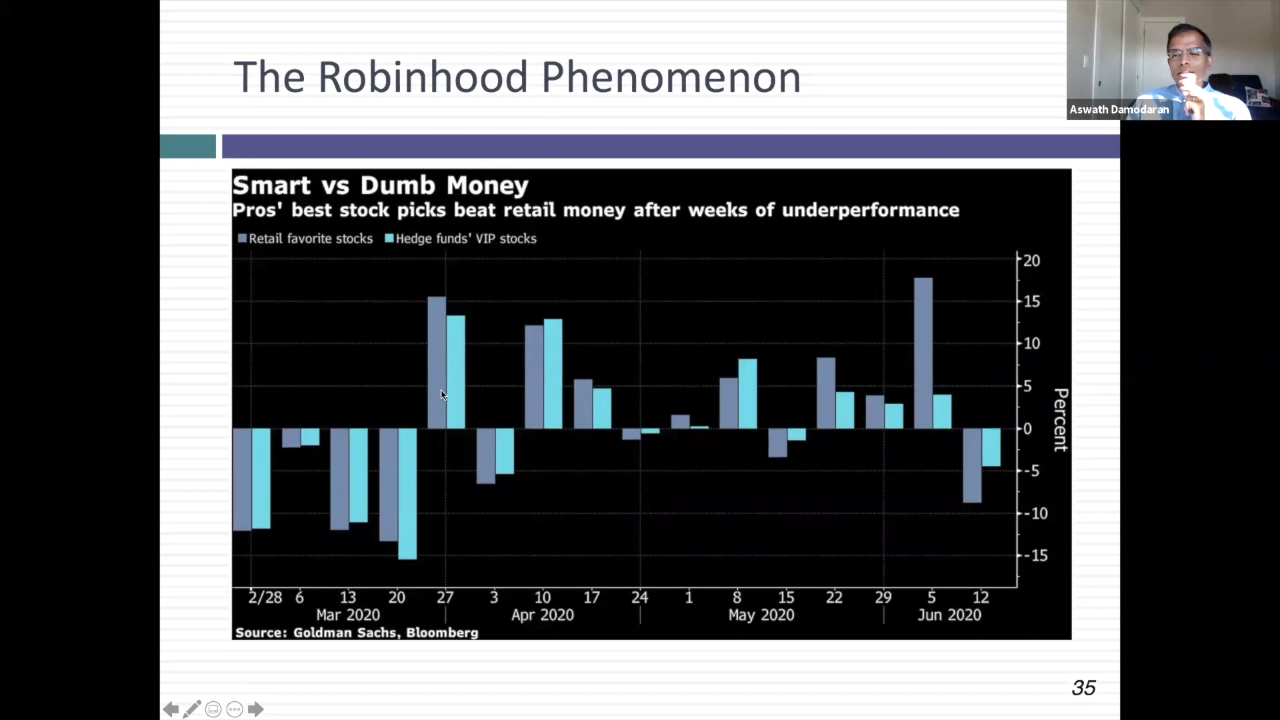 The Robinhood Phenomenon
Aswath Damodaran
Smart vs Dumb Money
Pros' best stock picks beat retail money after weeks of underperformance
Retail favorite stocks Hedge funds' VIP stocks
20
15
10
5
0
-5
-10
-15
Percent
2/28 6 13 20 27 3 10 17 24 1 8 15 22 29 5 12
Mar 2020 Apr 2020 May 2020 Jun 2020
Source: Goldman Sachs, Bloomberg
35